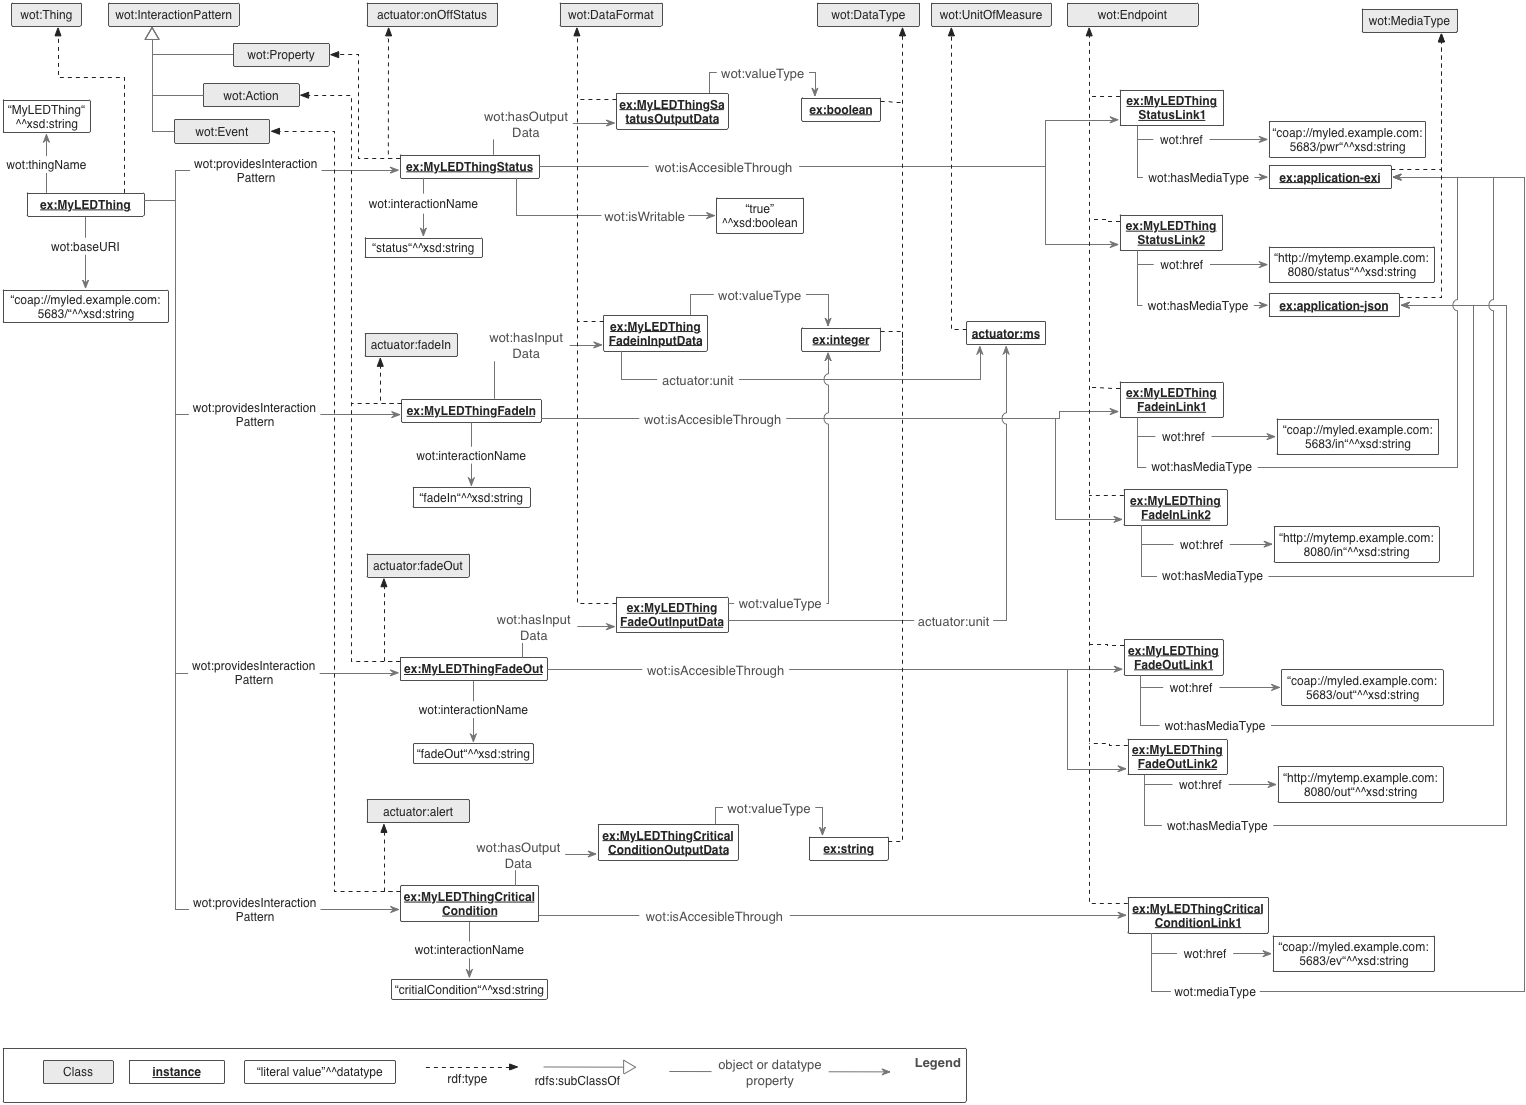 wot:Thing
wot:InteractionPattern
actuator:onOffStatus
wot:DataFormat
wot:DataType
wot:UnitOfMeasure
wot:Endpoint
wot:MediaType
wot:Property
wot:Action
wot:Event
“MyLEDThing“
^^xsd:string
wot:thingName
ex:MyLEDThing
wot:baseURI
“coap://myled.example.com:
5683/“^^xsd:string
wot:providesInteraction
Pattern
ex:MyLEDThingStatus
wot:hasOutput
Data
ex:MyLEDThingSa
tatusOutputData
wot:valueType
ex:boolean
wot:interactionName
“status“^^xsd:string
wot:isWritable
“true”
^^xsd:boolean
wot:isAccesibleThrough
ex:MyLEDThing
StatusLink1
wot:href
“coap://myled.example.com:
5683/pwr“^^xsd:string
wot:hasMediaType
ex:application-exi
ex:MyLEDThing
StatusLink2
wot:href
“http://mytemp.example.com:
8080/status“^^xsd:string
wot:hasMediaType
ex:application-json
actuator:fadeIn
wot:providesInteraction
Pattern
ex:MyLEDThingFadeIn
wot:hasInput
Data
ex:MyLEDThing
FadeinInputData
wot:valueType
ex:integer
actuator:unit
actuator:ms
wot:interactionName
“fadeIn“^^xsd:string
wot:isAccesibleThrough
ex:MyLEDThing
FadeinLink1
wot:href
“coap://myled.example.com:
5683/in“^^xsd:string
wot:hasMediaType
ex:MyLEDThing
FadeInLink2
wot:href
“http://mytemp.example.com:
8080/in“^^xsd:string
wot:hasMediaType
actuator:fadeOut
wot:providesInteraction
Pattern
ex:MyLEDThingFadeOut
wot:hasInput
Data
ex:MyLEDThing
FadeOutInputData
wot:valueType
actuator:unit
wot:interactionName
“fadeOut“^^xsd:string
wot:isAccesibleThrough
ex:MyLEDThing
FadeOutLink1
wot:href
“coap://myled.example.com:
5683/out“^^xsd:string
wot:hasMediaType
ex:MyLEDThing
FadeOutLink2
wot:href
“http://mytemp.example.com:
8080/out“^^xsd:string
wot:hasMediaType
actuator:alert
wot:providesInteraction
Pattern
ex:MyLEDThingCritical
Condition
wot:hasOutput
Data
ex:MyLEDThingCritical
ConditionOutputData
wot:valueType
ex:string
wot:interactionName
“critialCondition“^^xsd:string
wot:isAccesibleThrough
ex:MyLEDThingCritical
ConditionLink1
wot:href
“coap://myled.example.com:
5683/ev“^^xsd:string
wot:mediaType
Class
instance
“literal value”^^datatype
rdf:type
rdfs:subClassOf
object or datatype
property
Legend